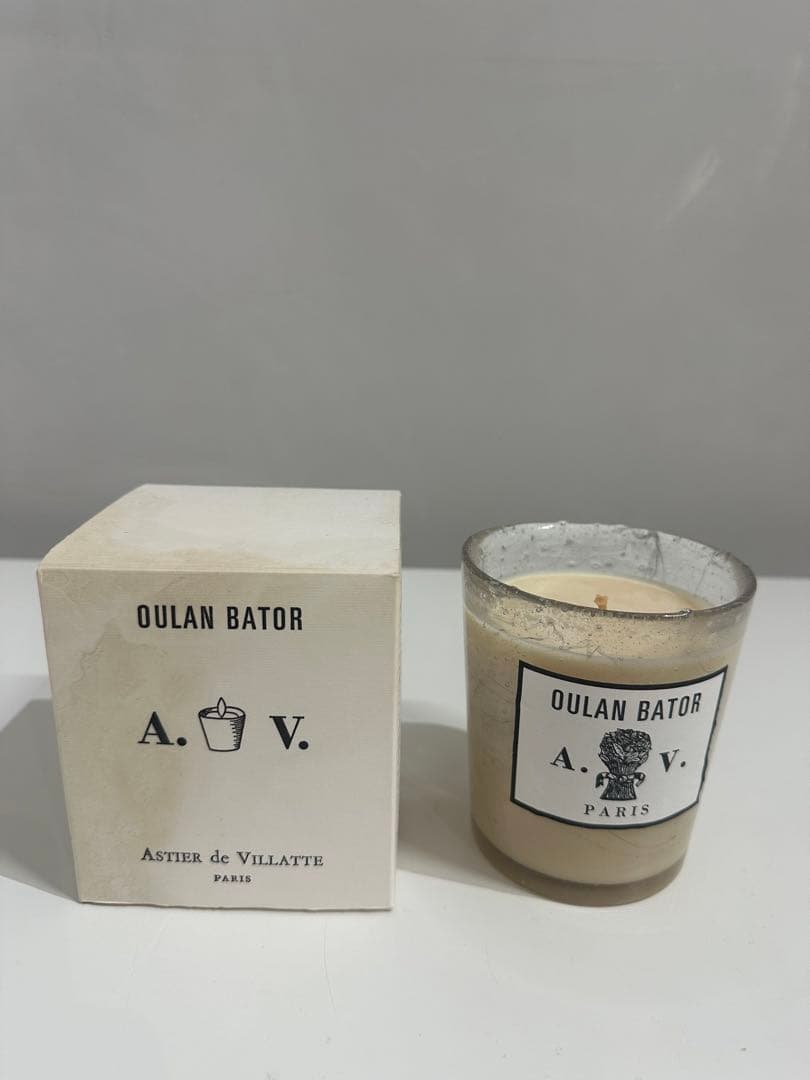 OULAN BATOR
A. V.
ASTIER de VILLATTE
PARIS
OULAN BATOR
A. V.
PARIS